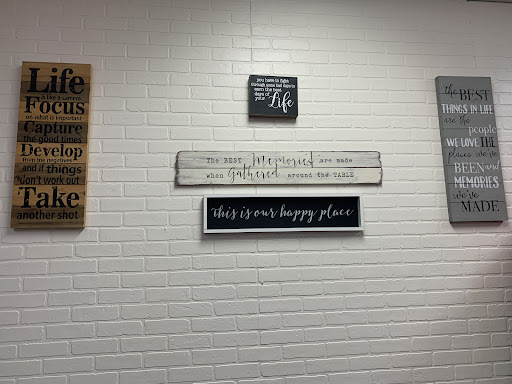 Life
is like a camera
Focus
on what is important
Capture
the good times
Develop
from the negatives
and if things
don't work out
Take
another shot
you have to fight
through some bad days to
earn the best
days of
your Life
The BEST Memories are made
when Gathered around the TABLE
this is our happy place
the BEST
THINGS IN LIFE
are the
people
WE LOVE THE
places we've
BEEN and
MEMORIES
we've
MADE